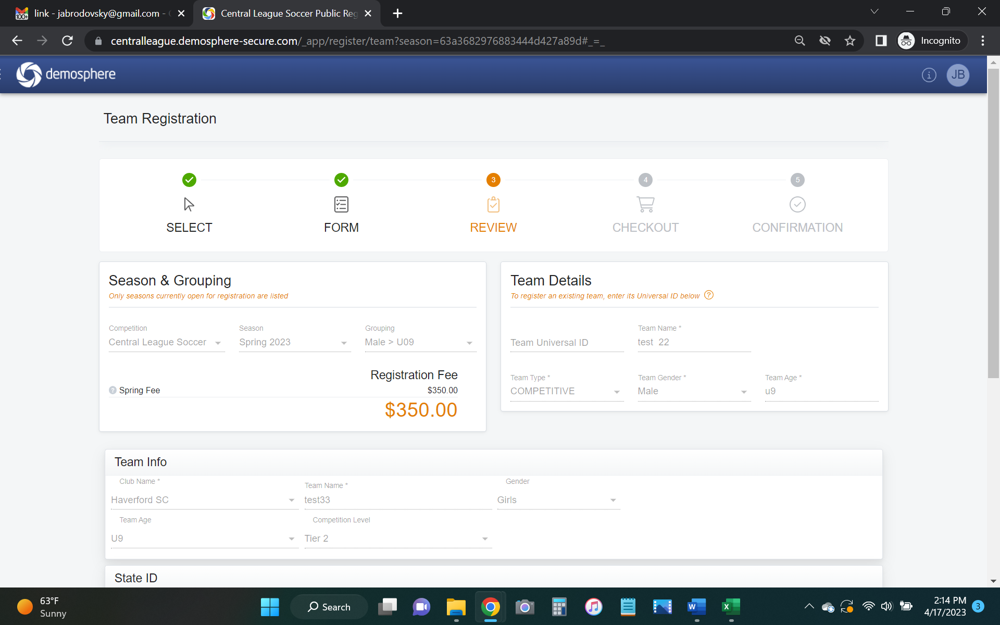 link - jabrodovsky@gmail.com -
Central League Soccer Public Reg
centralleague.demosphere-secure.com/_app/register/team?season=63a3682976883444d427a89d#_=_
Incognito
demosphere
JB
Team Registration
3
4
5
SELECT
FORM
REVIEW
CHECKOUT
CONFIRMATION
Season & Grouping
Only seasons currently open for registration are listed
Competition
Season
Grouping
Central League Soccer
Spring 2023
Male > U09
Registration Fee
? Spring Fee
$350.00
$350.00
Team Details
To register an existing team, enter its Universal ID below ?
Team Name *
Team Universal ID
test 22
Team Type *
Team Gender *
Team Age *
COMPETITIVE
Male
u9
Team Info
Club Name *
Team Name *
Gender
Haverford SC
test33
Girls
Team Age
Competition Level
U9
Tier 2
State ID
63°F
Sunny
Search
2:14 PM
4/17/2023
3